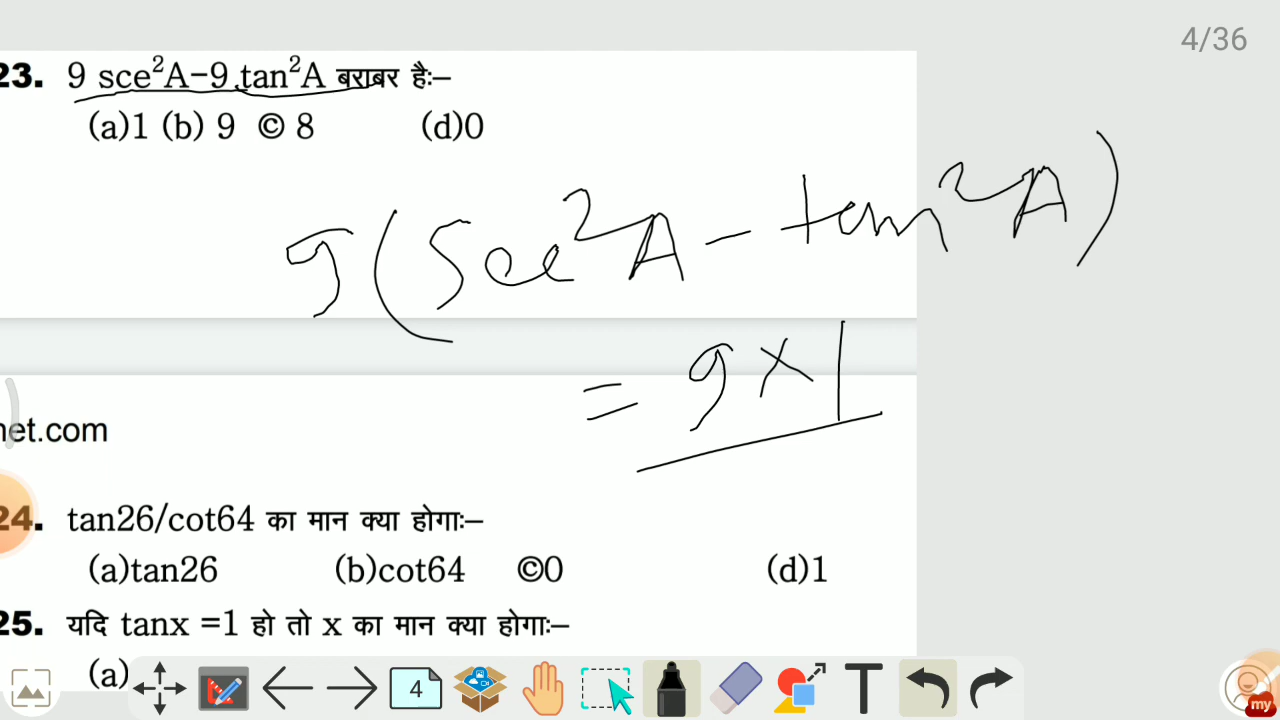 4/36
23. 9 sce²A-9 tan²A बराबर है:-
(a)1 (b) 9 © 8 (d)0
9(Sce²A - tan²A)
= 9×1
net.com
24. tan26/cot64 का मान क्या होगा:-
(a)tan26 (b)cot64 ©0 (d)1
25. यदि tanx =1 हो तो x का मान क्या होगा:-
(a)
4
T
my